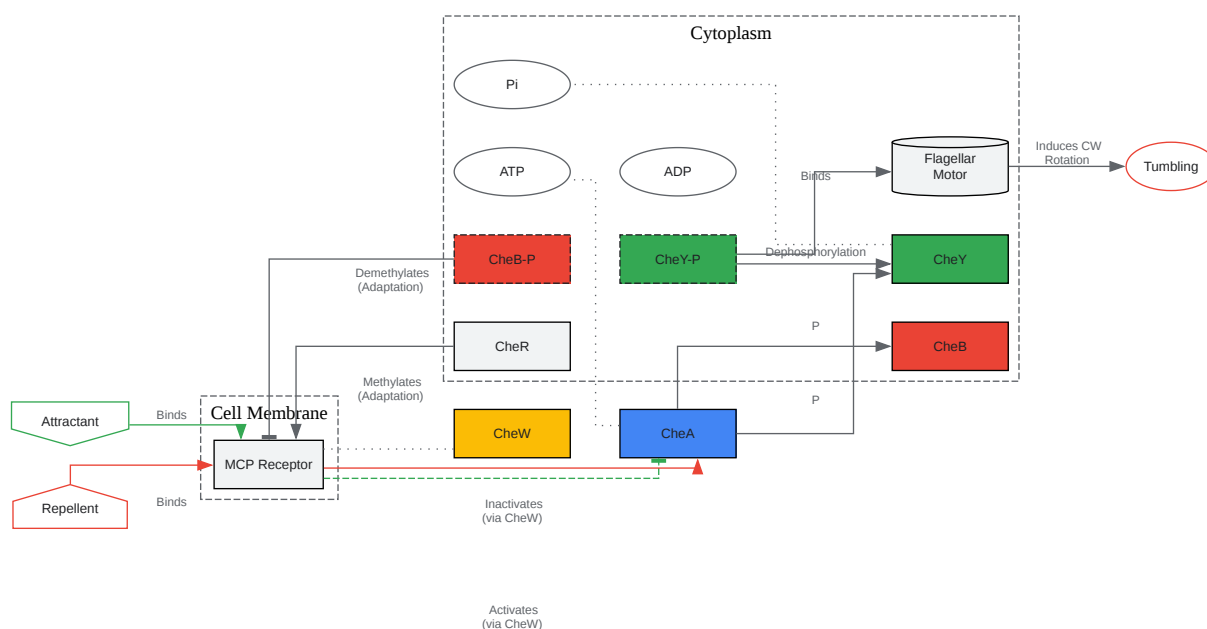 Cytoplasm
Pi
ATP
ADP
Flagellar
Motor
Induces CW
Rotation
Tumbling
Binds
CheB-P
CheY-P
Dephosphorylation
CheY
Demethylates
(Adaptation)
P
CheR
CheB
Methylates
(Adaptation)
P
Attractant
Binds
Cell Membrane
CheW
CheA
MCP Receptor
Repellent
Binds
Inactivates
(via CheW)
Activates
(via CheW)